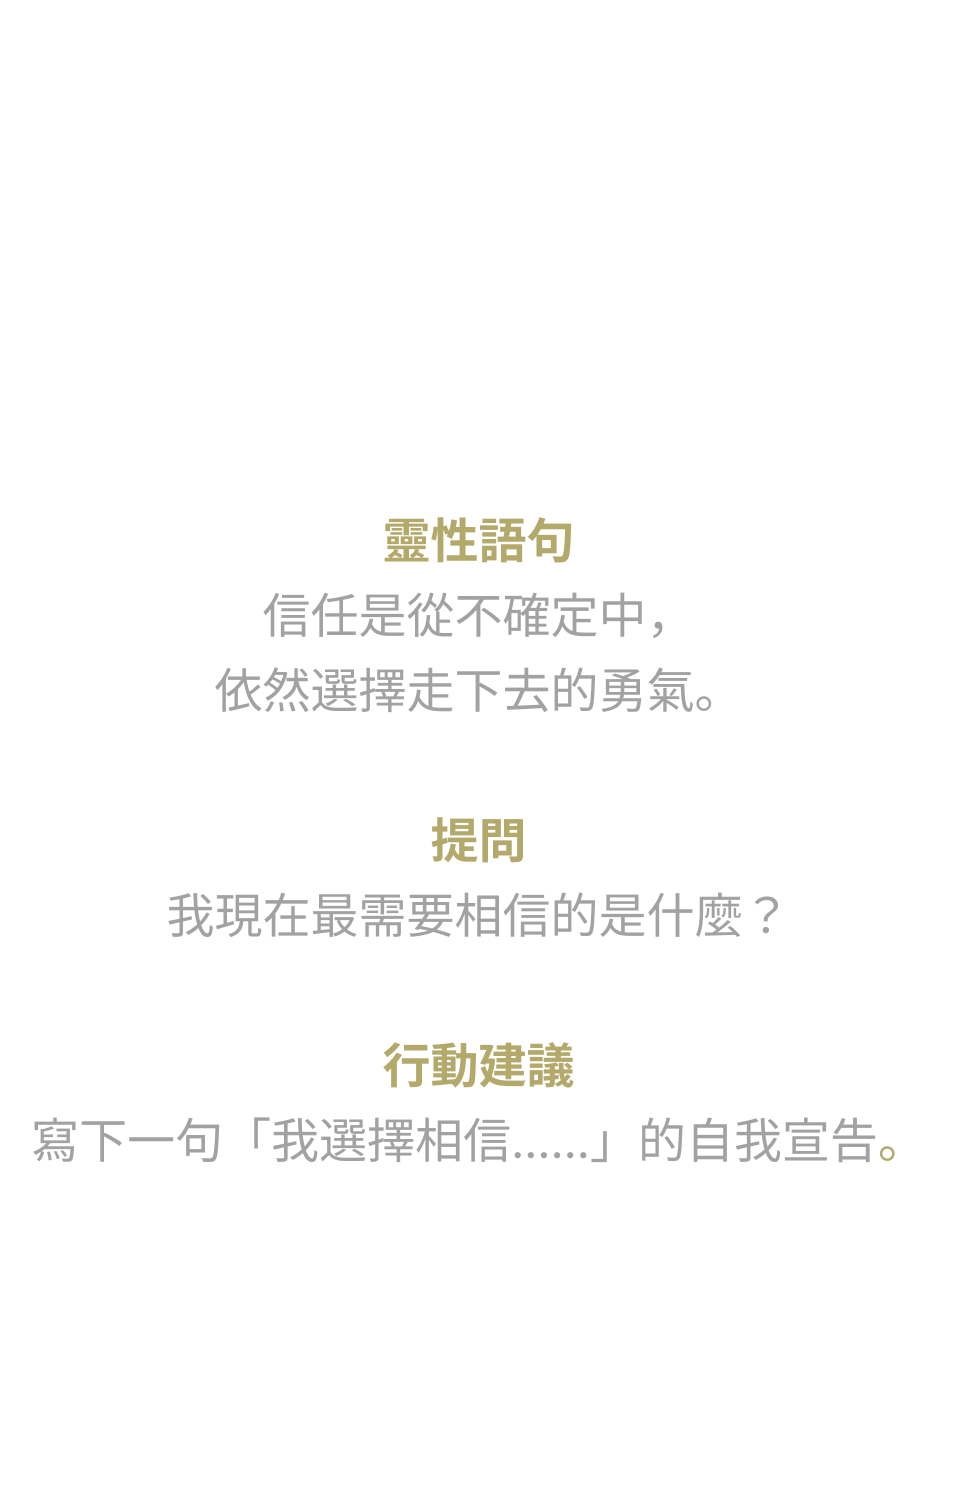 靈性語句
信任是從不確定中，
依然選擇走下去的勇氣。
提問
我現在最需要相信的是什麼？
行動建議
寫下一句「我選擇相信......」的自我宣告。